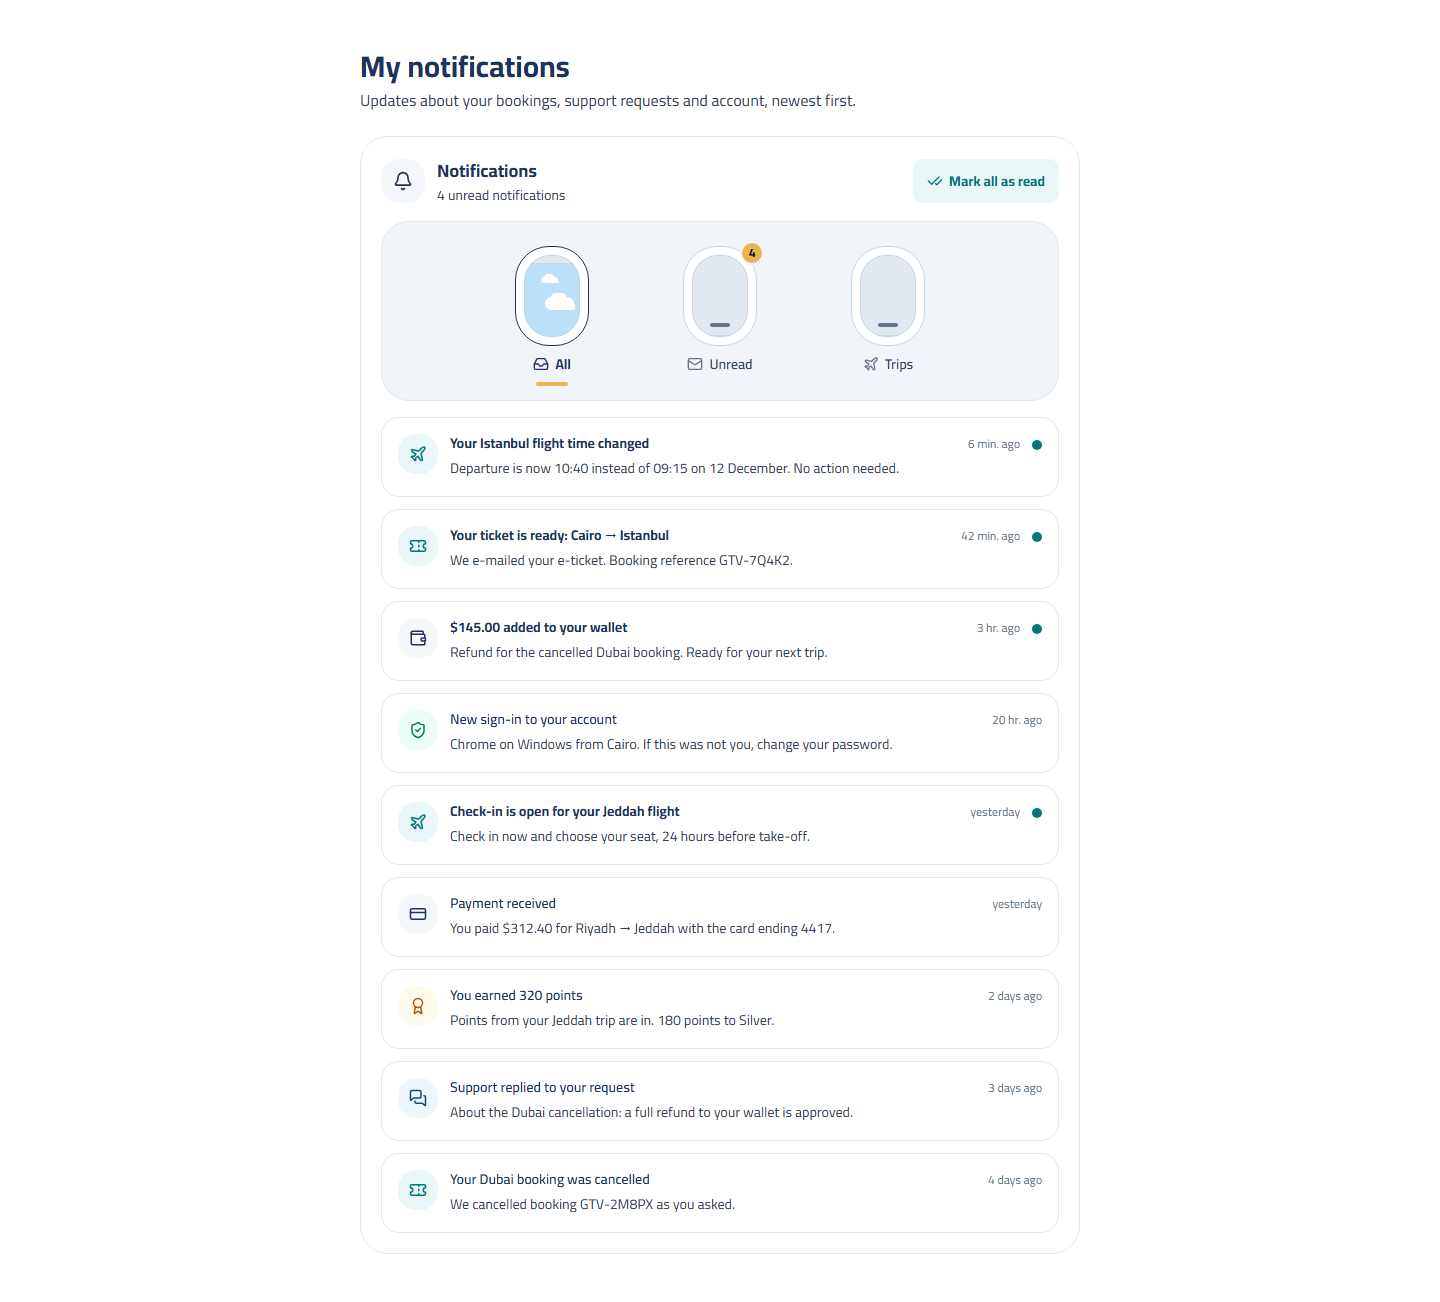 My notifications
Updates about your bookings, support requests and account, newest first.
Notifications
4 unread notifications
Mark all as read
4
All
Unread
Trips
Your Istanbul flight time changed
6 min. ago
Departure is now 10:40 instead of 09:15 on 12 December. No action needed.
Your ticket is ready: Cairo → Istanbul
42 min. ago
We e-mailed your e-ticket. Booking reference GTV-7Q4K2.
$145.00 added to your wallet
3 hr. ago
Refund for the cancelled Dubai booking. Ready for your next trip.
New sign-in to your account
20 hr. ago
Chrome on Windows from Cairo. If this was not you, change your password.
Check-in is open for your Jeddah flight
yesterday
Check in now and choose your seat, 24 hours before take-off.
Payment received
yesterday
You paid $312.40 for Riyadh → Jeddah with the card ending 4417.
You earned 320 points
2 days ago
Points from your Jeddah trip are in. 180 points to Silver.
Support replied to your request
3 days ago
About the Dubai cancellation: a full refund to your wallet is approved.
Your Dubai booking was cancelled
4 days ago
We cancelled booking GTV-2M8PX as you asked.